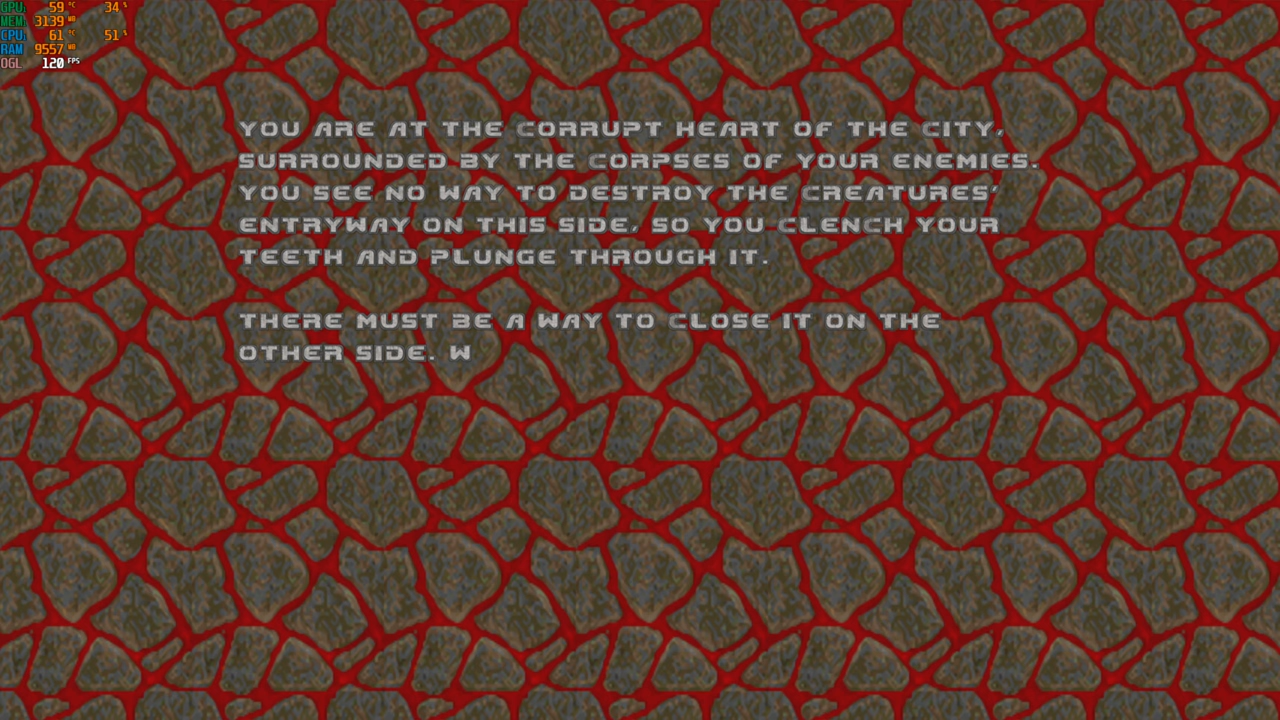 GPU 59 °C 34 %
MEM 3139 MB
CPU 61 °C 51 %
RAM 9557 MB
OGL 120 FPS
YOU ARE AT THE CORRUPT HEART OF THE CITY,
SURROUNDED BY THE CORPSES OF YOUR ENEMIES.
YOU SEE NO WAY TO DESTROY THE CREATURES'
ENTRYWAY ON THIS SIDE, SO YOU CLENCH YOUR
TEETH AND PLUNGE THROUGH IT.
THERE MUST BE A WAY TO CLOSE IT ON THE
OTHER SIDE. W